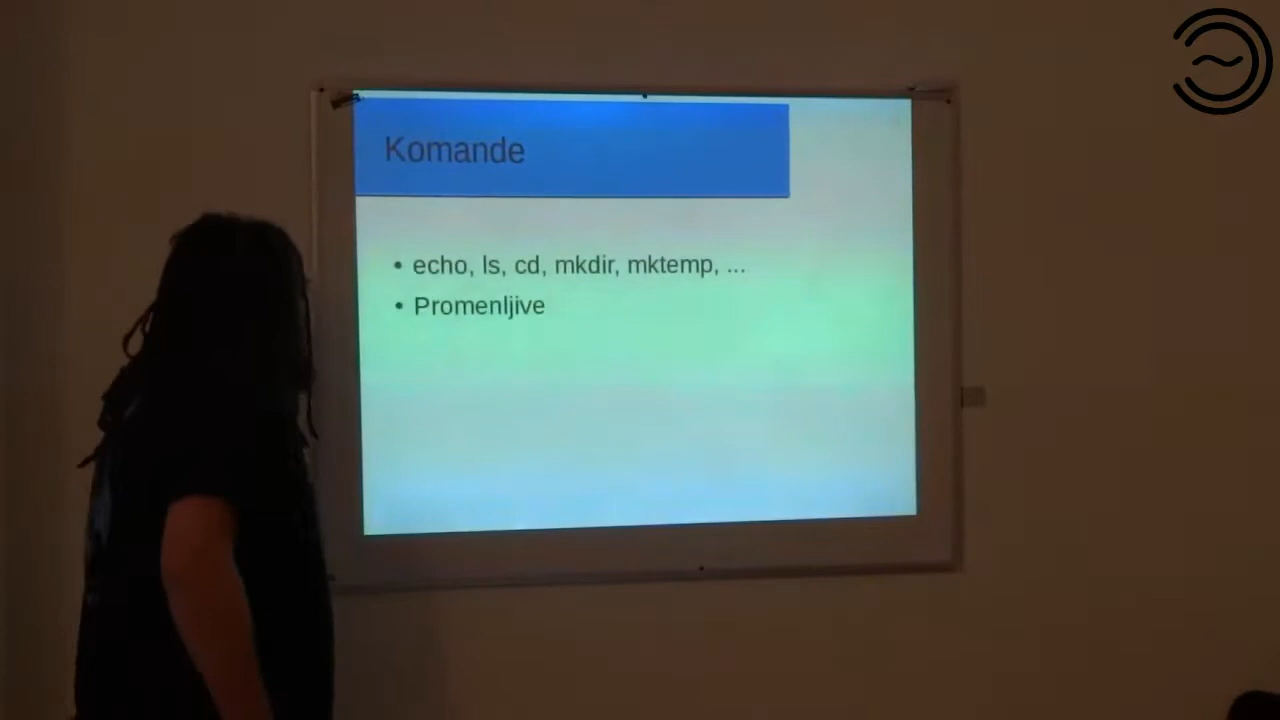 Komande
• echo, ls, cd, mkdir, mktemp, ...
• Promenljive